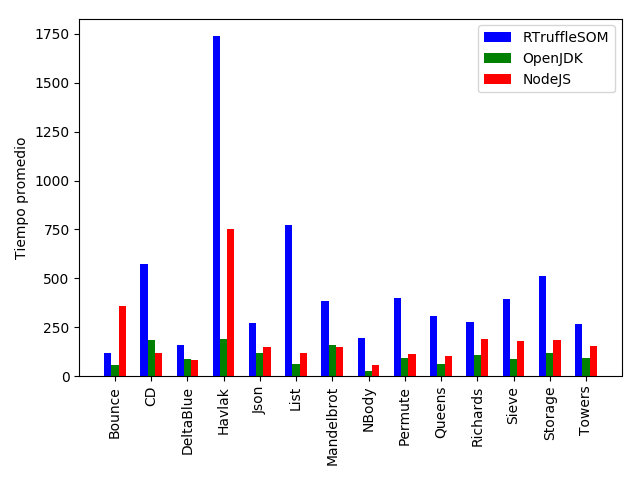 RTruffleSOM
OpenJDK
NodeJS
Tiempo promedio
1750
1500
1250
1000
750
500
250
0
Bounce
CD
DeltaBlue
Havlak
Json
List
Mandelbrot
NBody
Permute
Queens
Richards
Sieve
Storage
Towers